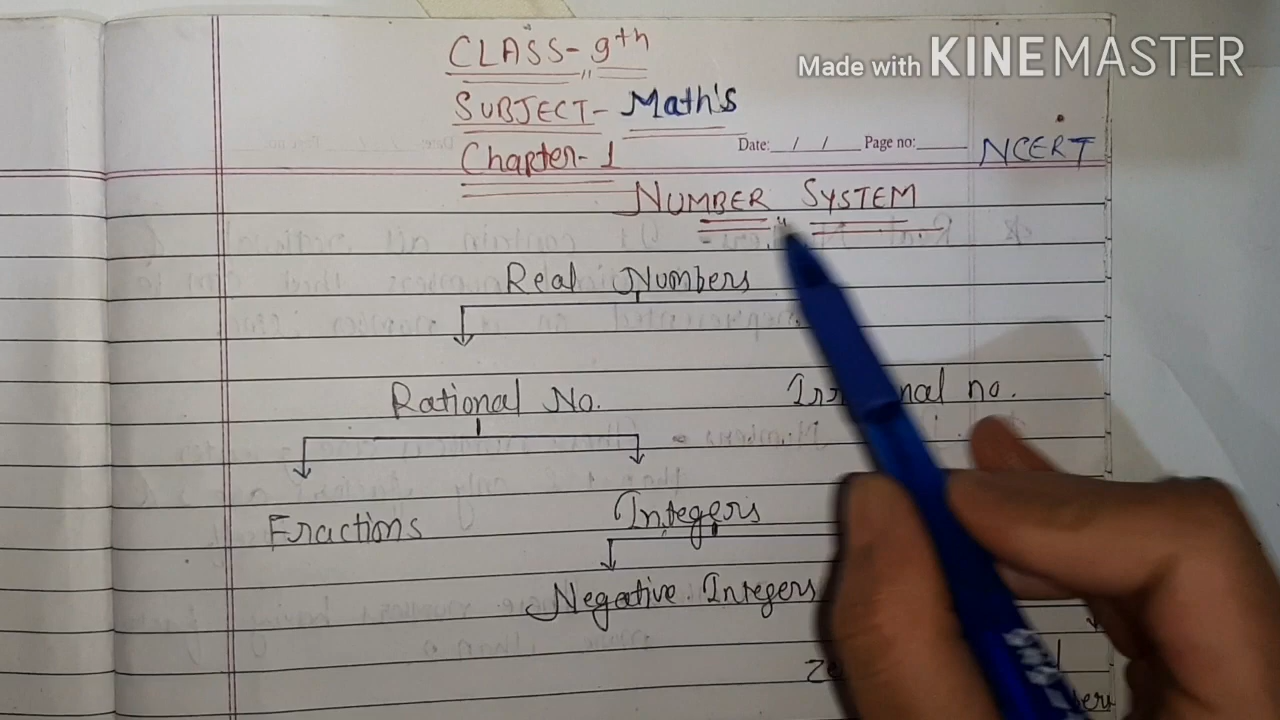 Made with KINEMASTER
CLASS - 9th
SUBJECT - Math's
Date: / / Page no:
NCERT
Chapter - 1
NUMBER SYSTEM
Real Numbers
Rational No.
no.
Fractions
Integers
Negative Integers